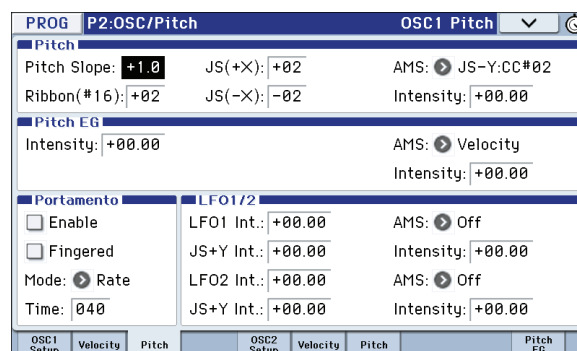 PROG P2:OSC/Pitch OSC1 Pitch
Pitch
Pitch Slope: +1.0 JS(+X): +02 AMS: JS-Y:CC#02
Ribbon(#16): +02 JS(-X): -02 Intensity: +00.00
Pitch EG
Intensity: +00.00 AMS: Velocity
Intensity: +00.00
Portamento LFO1/2
Enable LFO1 Int.: +00.00 AMS: Off
Fingered JS+Y Int.: +00.00 Intensity: +00.00
Mode: Rate LFO2 Int.: +00.00 AMS: Off
Time: 040 JS+Y Int.: +00.00 Intensity: +00.00
OSC1 Setup Velocity Pitch OSC2 Setup Velocity Pitch Pitch EG